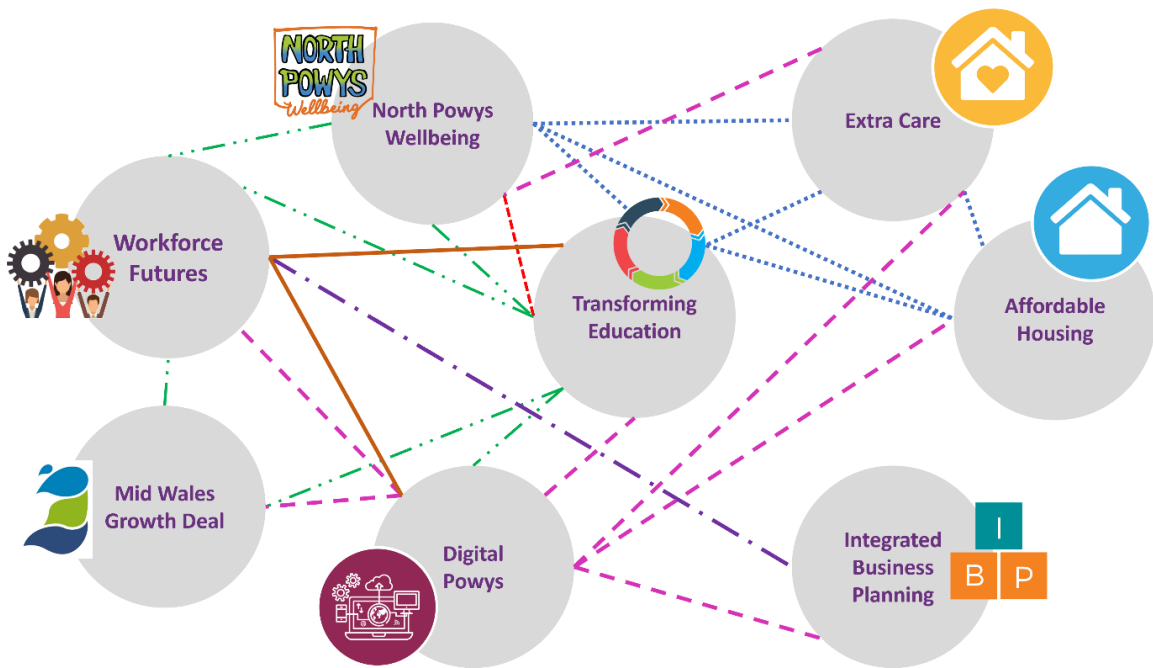 NORTH
POWYS
Wellbeing
North Powys
Wellbeing
Extra Care
Workforce
Futures
Transforming
Education
Affordable
Housing
Mid Wales
Growth Deal
Digital
Powys
Integrated
Business
Planning
I
B P